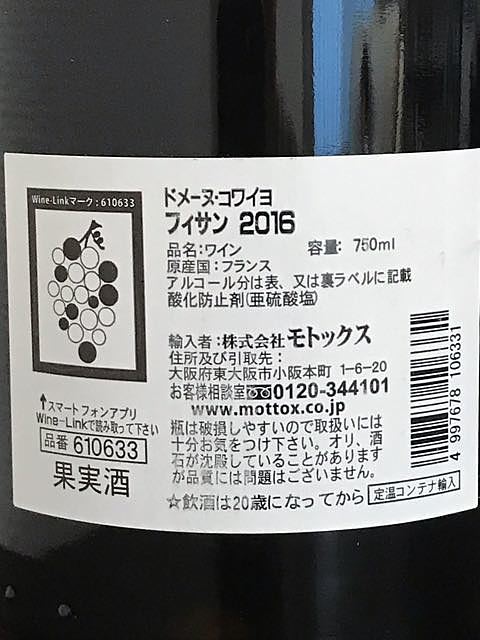 Wine-Linkマーク:610633
ドメーヌ・コワイヨ
フィサン 2016
品名:ワイン 容量: 750ml
原産国:フランス
アルコール分は表、又は裏ラベルに記載
酸化防止剤(亜硫酸塩)
輸入者:株式会社 モトックス
住所及び引取先:
大阪府東大阪市小阪本町 1-6-20
お客様相談室 0120-344101
www.mottox.co.jp
瓶は破損しやすいので取扱いには
十分お気をつけ下さい。オリ、酒
石が沈殿していることがあります
が品質には問題はございません。
☆飲酒は20歳になってから
定温コンテナ輸入
↑スマートフォンアプリ
Wine-Linkで読み取って下さい
品番 610633
果実酒
4 997678 106331